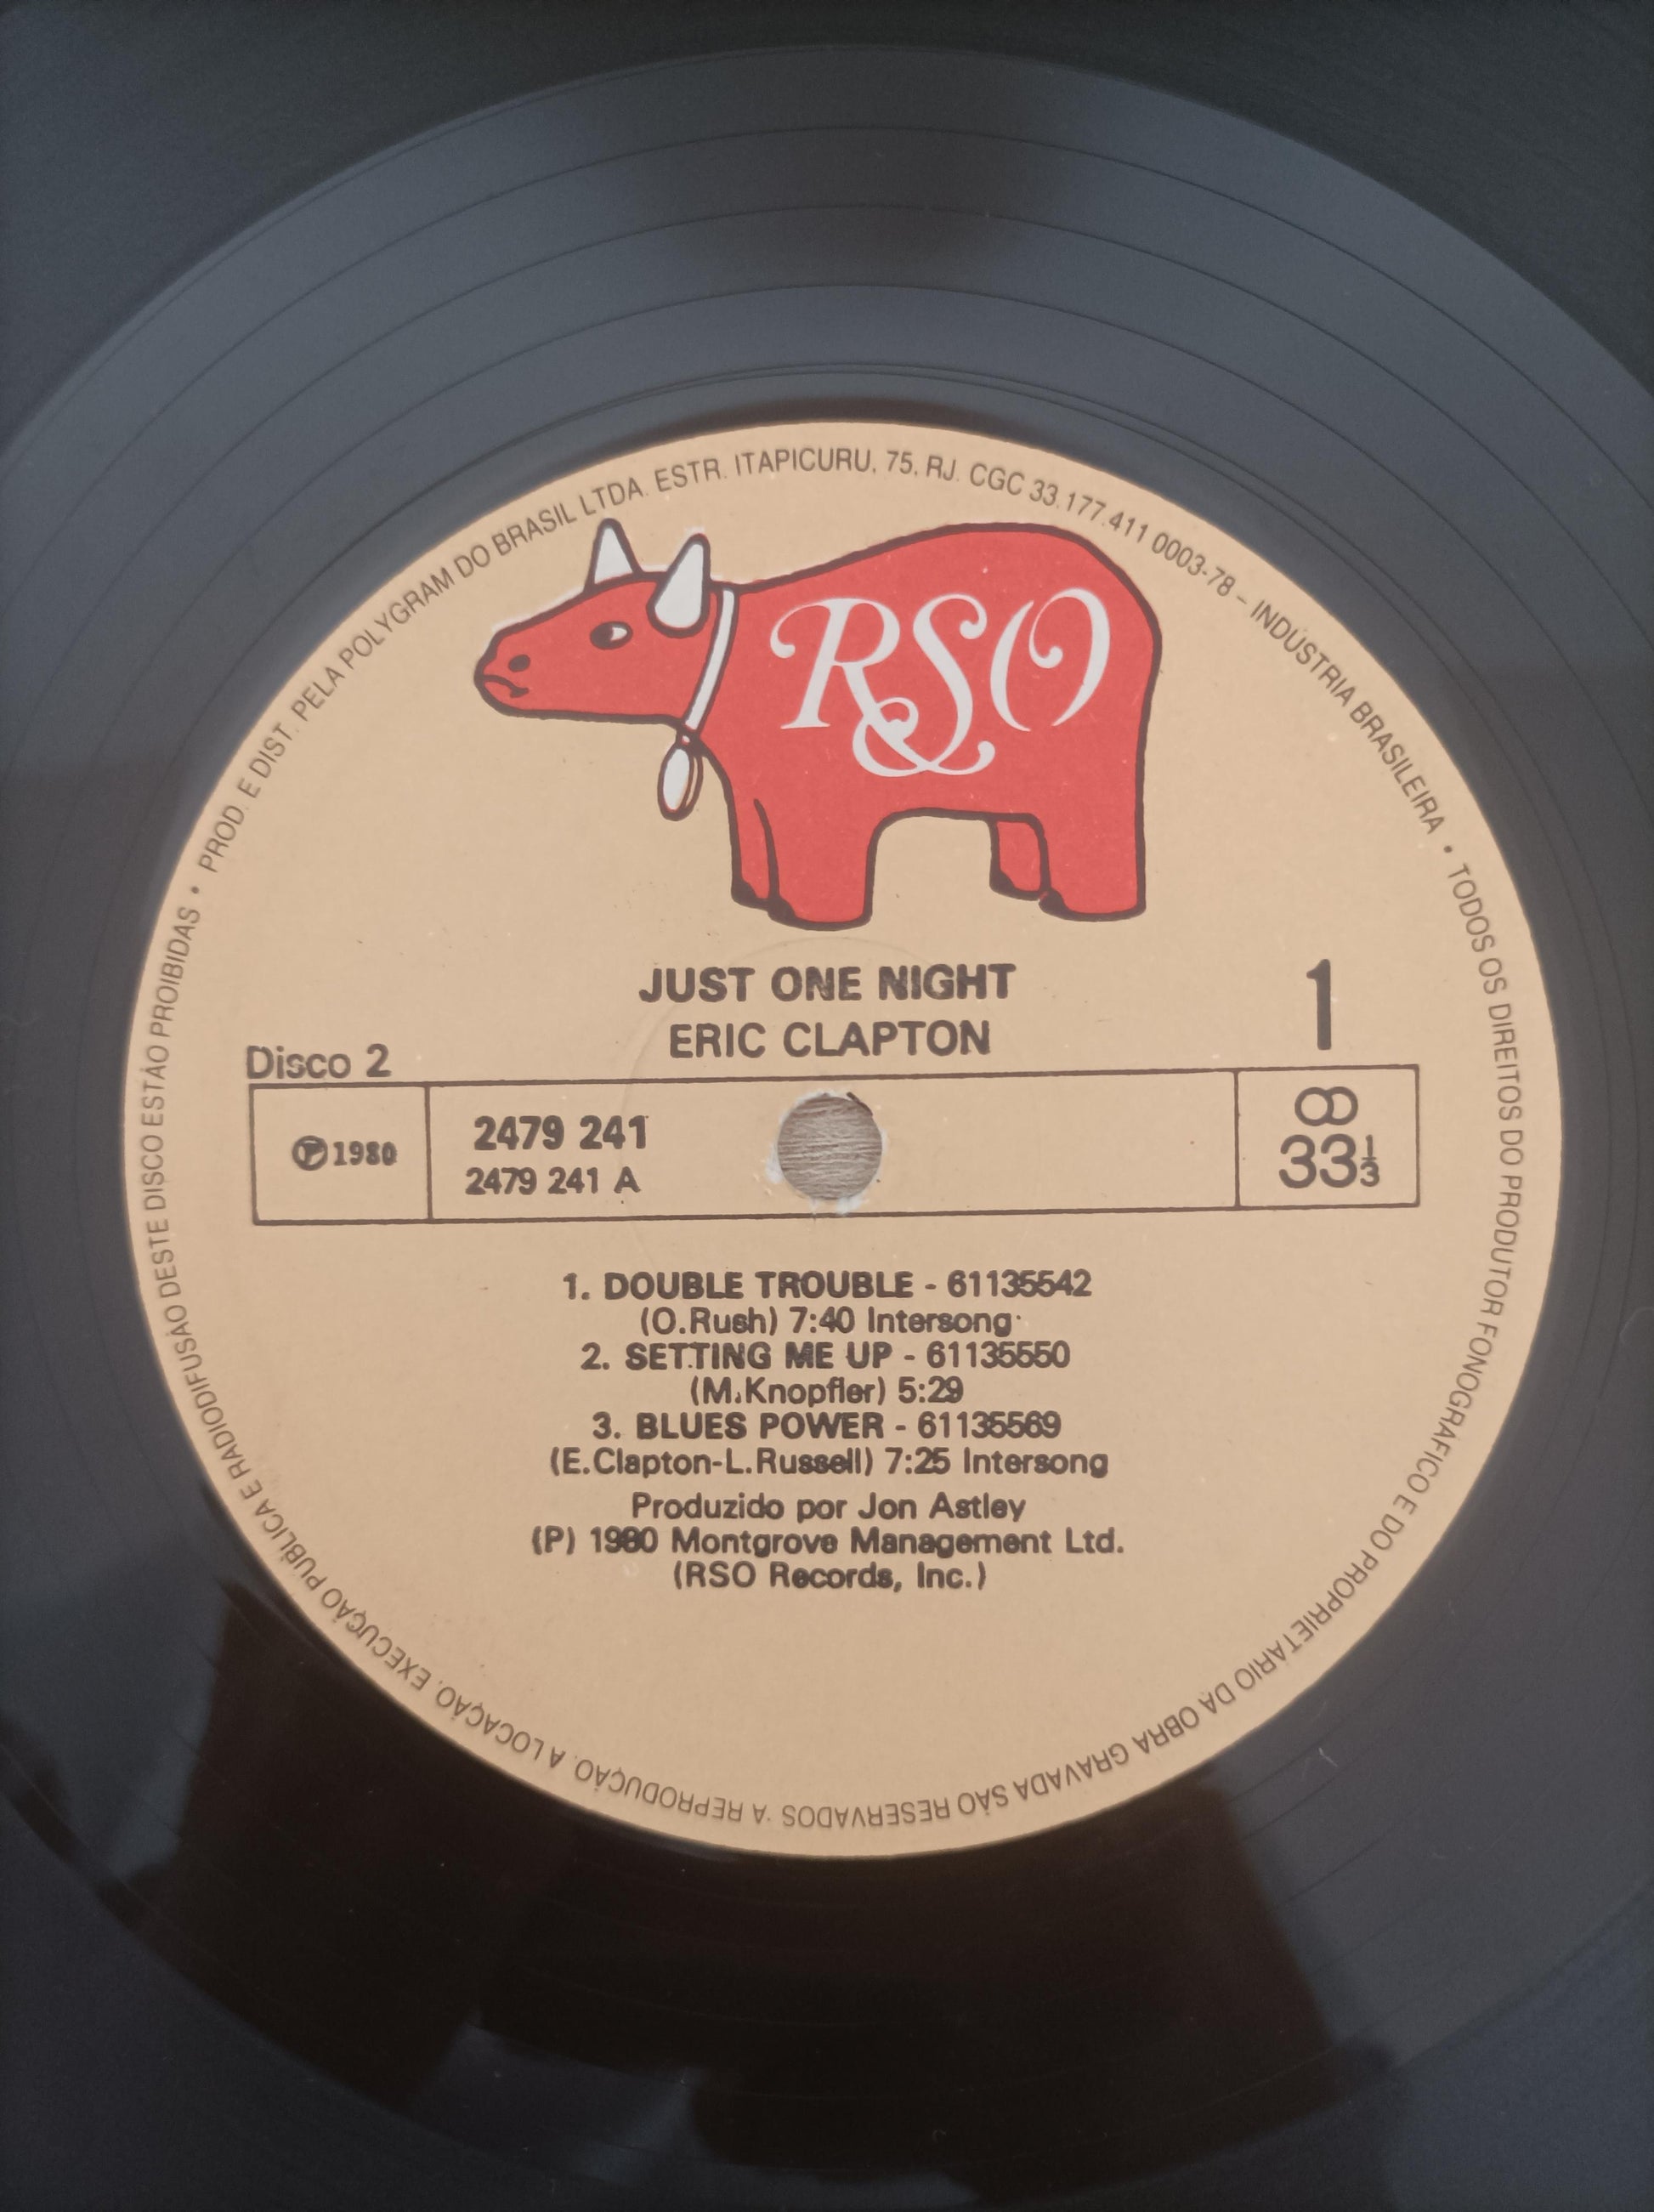 PROD. E DIST. PELA POLYGRAM DO BRASIL LTDA. ESTR. ITAPICURU, 75, RJ. CGC 33.177.411 0003-78 - INDÚSTRIA BRASILEIRA •
TODOS OS DIREITOS DO PRODUTOR FONOGRÁFICO E DO PROPRIETÁRIO DA OBRA GRAVADA SÃO RESERVADOS. A REPRODUÇÃO. A LOCAÇÃO. EXECUÇÃO PÚBLICA E RADIODIFUSÃO DESTE DISCO ESTÃO PROIBIDAS •
RSO
JUST ONE NIGHT
ERIC CLAPTON
1
Disco 2
℗ 1980
2479 241
2479 241 A
∞
33⅓
1. DOUBLE TROUBLE - 61135542
(O.Rush) 7:40 Intersong
2. SETTING ME UP - 61135550
(M.Knopfler) 5:29
3. BLUES POWER - 61135569
(E.Clapton-L.Russell) 7:25 Intersong
Produzido por Jon Astley
(P) 1980 Montgrove Management Ltd.
(RSO Records, Inc.)